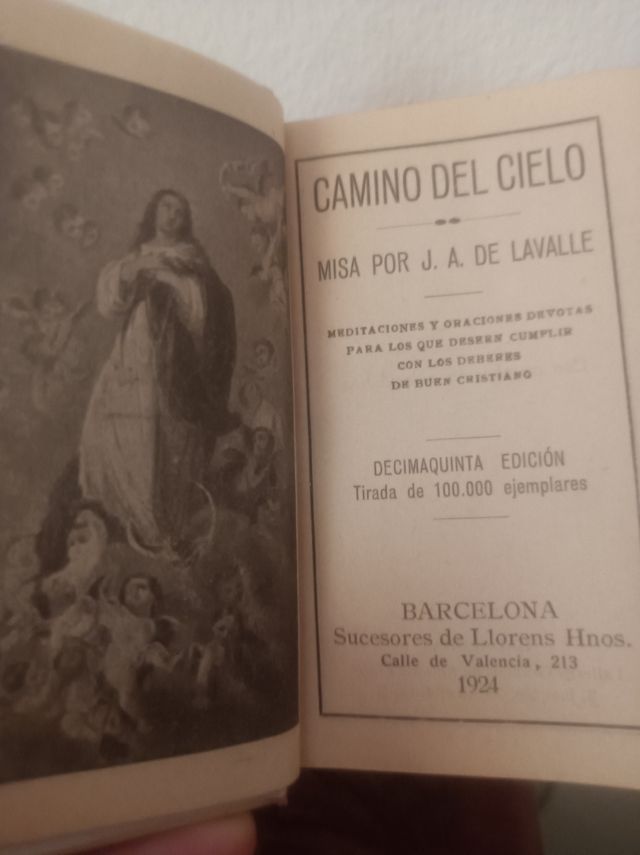 CAMINO DEL CIELO
MISA POR J. A. DE LAVALLE
MEDITACIONES Y ORACIONES DEVOTAS
PARA LOS QUE DESEEN CUMPLIR
CON LOS DEBERES
DE BUEN CRISTIANO
DECIMAQUINTA EDICIÓN
Tirada de 100.000 ejemplares
BARCELONA
Sucesores de Llorens Hnos.
Calle de Valencia, 213
1924